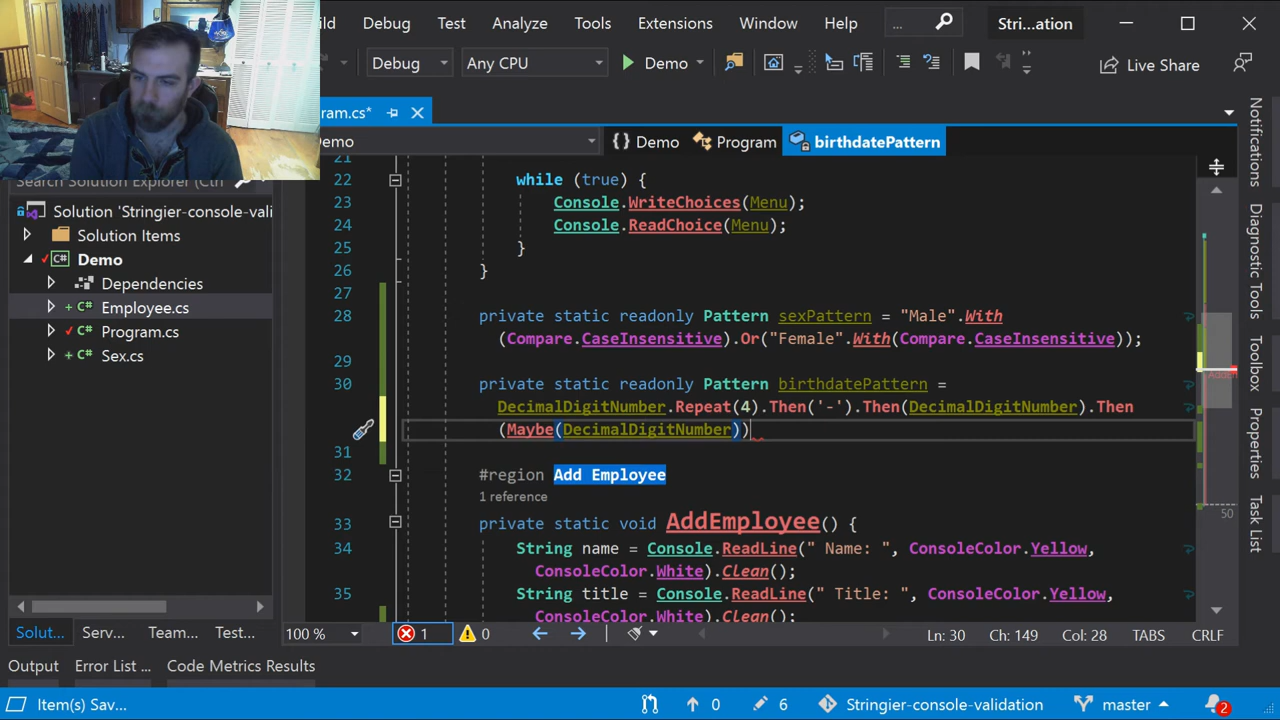 ild Debug Test Analyze Tools Extensions Window Help ... Stri...ation
Debug Any CPU Demo Live Share
ram.cs*
Demo Demo Program birthdatePattern
Search Solution Explorer (Ctrl
Solution 'Stringier-console-vali
Solution Items
Demo
Dependencies
Employee.cs
Program.cs
Sex.cs
21
22 while (true) {
23 Console.WriteChoices(Menu);
24 Console.ReadChoice(Menu);
25 }
26 }
27
28 private static readonly Pattern sexPattern = "Male".With
(Compare.CaseInsensitive).Or("Female".With(Compare.CaseInsensitive));
29
30 private static readonly Pattern birthdatePattern =
DecimalDigitNumber.Repeat(4).Then('-').Then(DecimalDigitNumber).Then
(Maybe(DecimalDigitNumber))
31
32 #region Add Employee
1 reference
33 private static void AddEmployee() {
34 String name = Console.ReadLine(" Name: ", ConsoleColor.Yellow,
ConsoleColor.White).Clean();
35 String title = Console.ReadLine(" Title: ", ConsoleColor.Yellow,
ConsoleColor.White).Clean();
50
Notifications
Diagnostic Tools
Toolbox
Properties
Task List
Solut... Serv... Team... Test...
100 % 1 0 Ln: 30 Ch: 149 Col: 28 TABS CRLF
Output Error List ... Code Metrics Results
Item(s) Sav... 0 6 Stringier-console-validation master 2